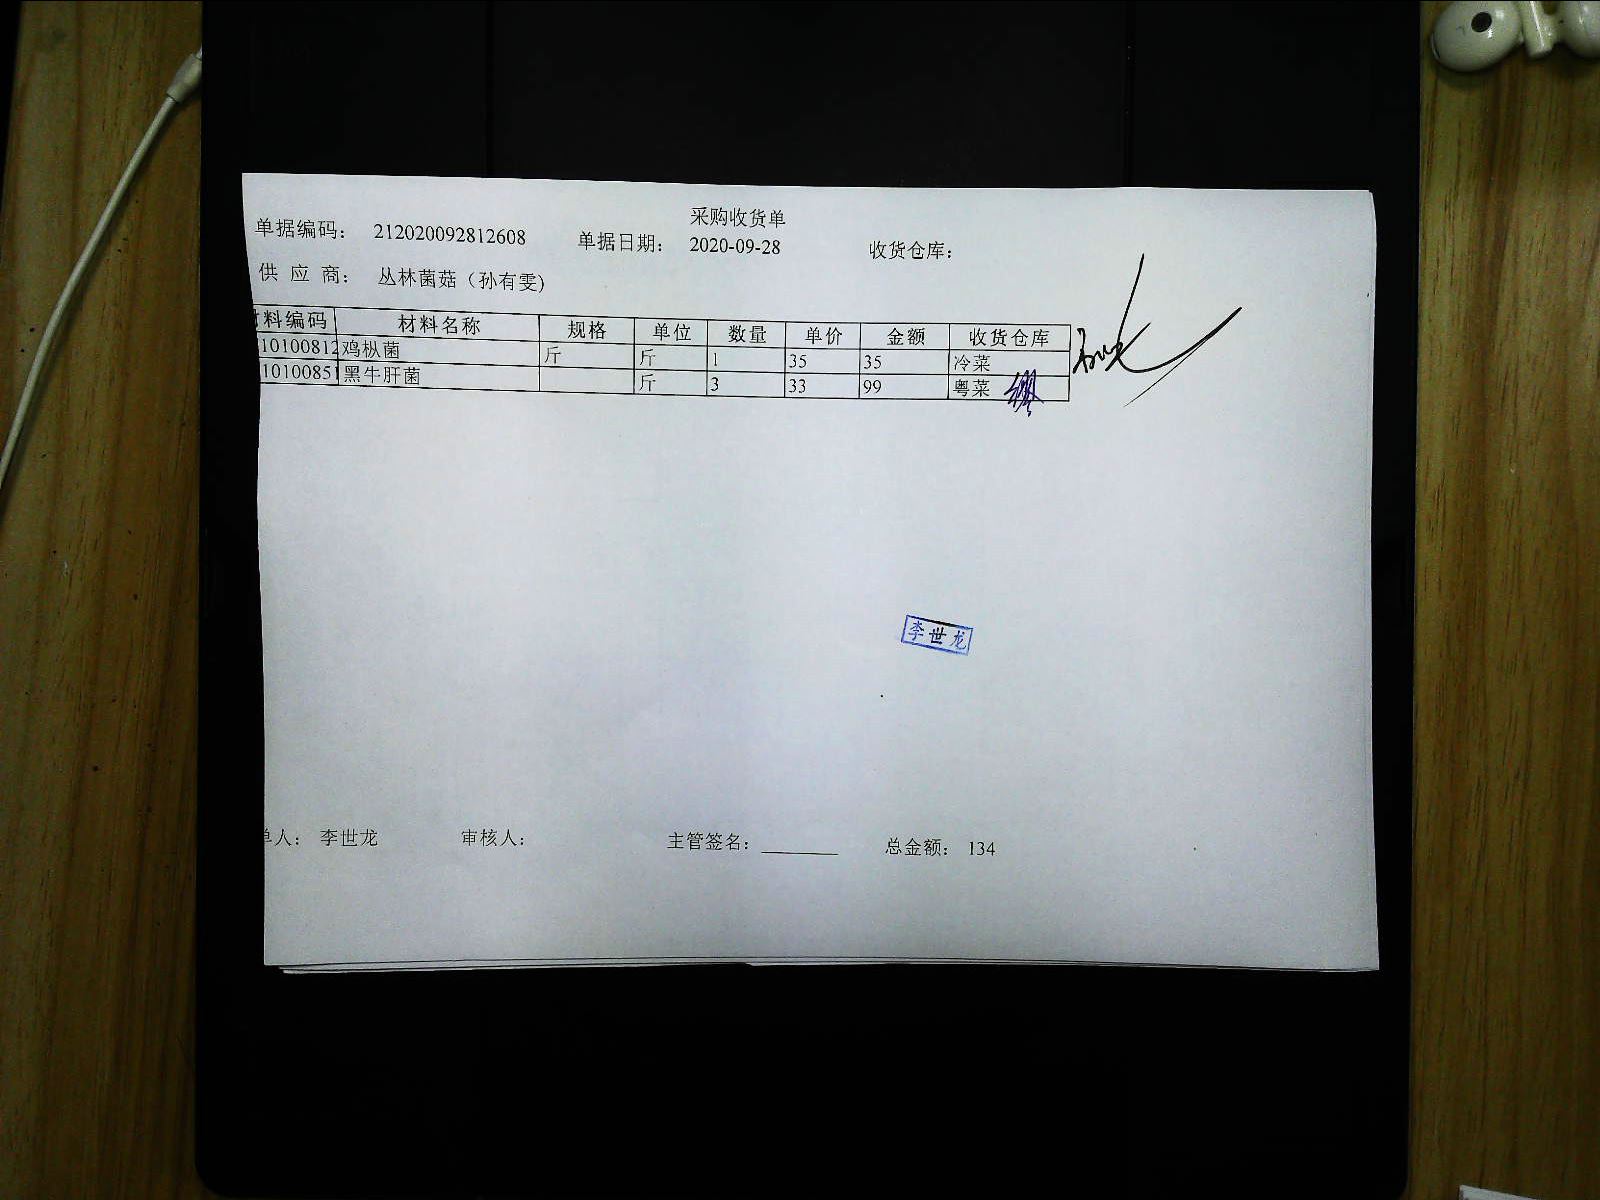 采购收货单
单据编码： 212020092812608 单据日期： 2020-09-28 收货仓库：
供 应 商： 丛林菌菇（孙有雯)
材料编码 材料名称 规格 单位 数量 单价 金额 收货仓库
10100812 鸡枞菌 斤 斤 1 35 35 冷菜
10100851 黑牛肝菌 斤 3 33 99 粤菜
李世龙
单人： 李世龙 审核人： 主管签名： 总金额： 134